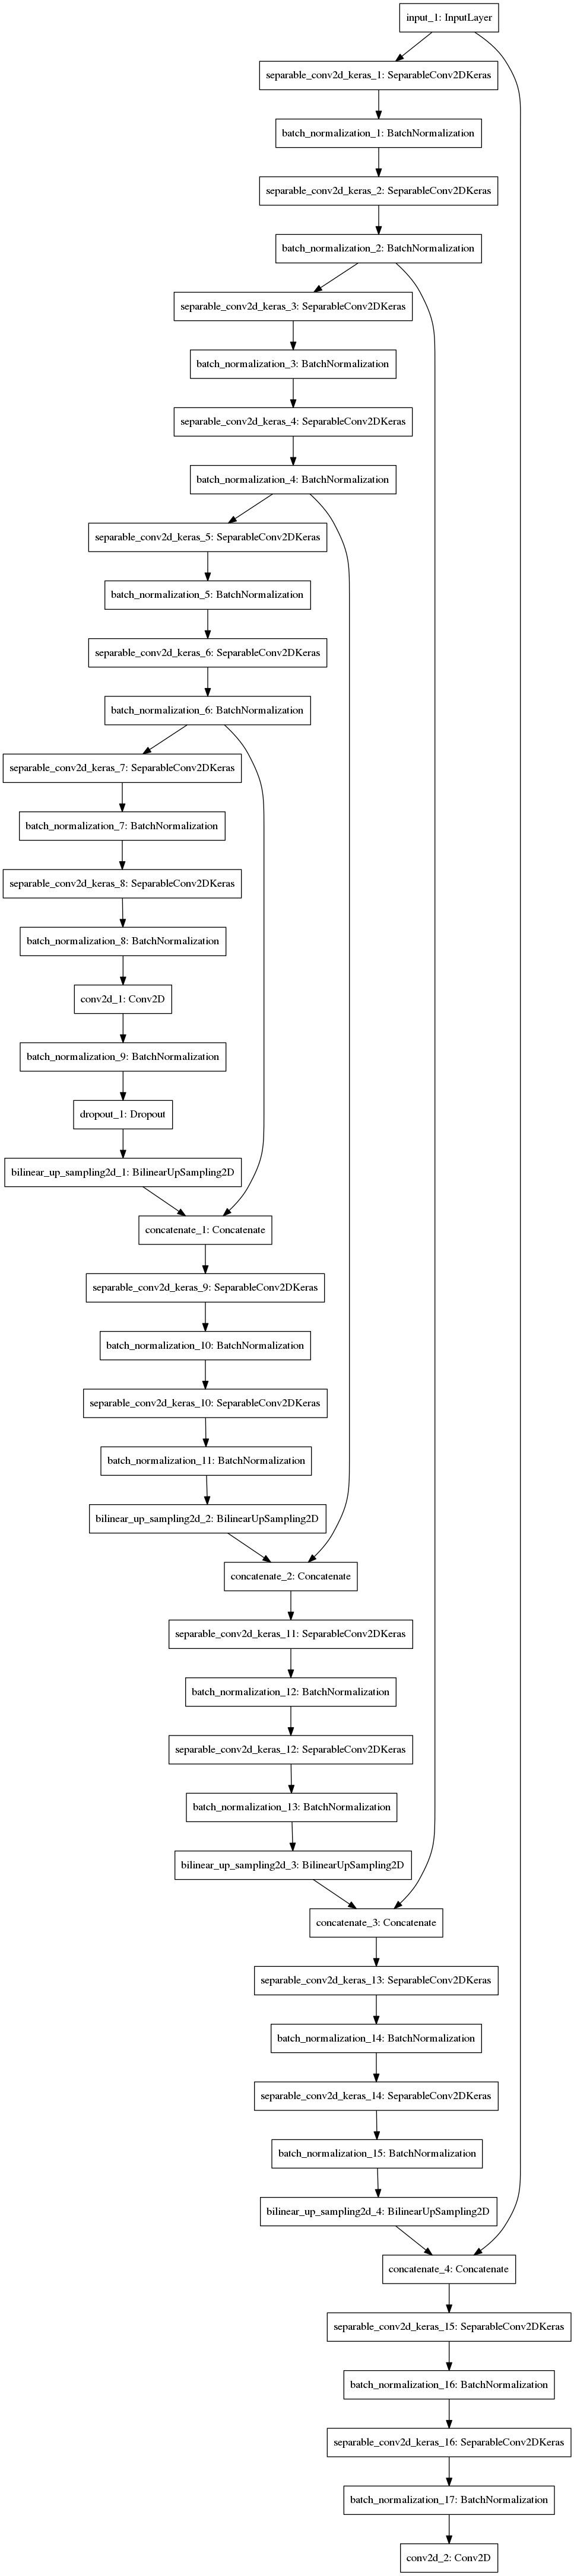 input_1: InputLayer
separable_conv2d_keras_1: SeparableConv2DKeras
batch_normalization_1: BatchNormalization
separable_conv2d_keras_2: SeparableConv2DKeras
batch_normalization_2: BatchNormalization
separable_conv2d_keras_3: SeparableConv2DKeras
batch_normalization_3: BatchNormalization
separable_conv2d_keras_4: SeparableConv2DKeras
batch_normalization_4: BatchNormalization
separable_conv2d_keras_5: SeparableConv2DKeras
batch_normalization_5: BatchNormalization
separable_conv2d_keras_6: SeparableConv2DKeras
batch_normalization_6: BatchNormalization
separable_conv2d_keras_7: SeparableConv2DKeras
batch_normalization_7: BatchNormalization
separable_conv2d_keras_8: SeparableConv2DKeras
batch_normalization_8: BatchNormalization
conv2d_1: Conv2D
batch_normalization_9: BatchNormalization
dropout_1: Dropout
bilinear_up_sampling2d_1: BilinearUpSampling2D
concatenate_1: Concatenate
separable_conv2d_keras_9: SeparableConv2DKeras
batch_normalization_10: BatchNormalization
separable_conv2d_keras_10: SeparableConv2DKeras
batch_normalization_11: BatchNormalization
bilinear_up_sampling2d_2: BilinearUpSampling2D
concatenate_2: Concatenate
separable_conv2d_keras_11: SeparableConv2DKeras
batch_normalization_12: BatchNormalization
separable_conv2d_keras_12: SeparableConv2DKeras
batch_normalization_13: BatchNormalization
bilinear_up_sampling2d_3: BilinearUpSampling2D
concatenate_3: Concatenate
separable_conv2d_keras_13: SeparableConv2DKeras
batch_normalization_14: BatchNormalization
separable_conv2d_keras_14: SeparableConv2DKeras
batch_normalization_15: BatchNormalization
bilinear_up_sampling2d_4: BilinearUpSampling2D
concatenate_4: Concatenate
separable_conv2d_keras_15: SeparableConv2DKeras
batch_normalization_16: BatchNormalization
separable_conv2d_keras_16: SeparableConv2DKeras
batch_normalization_17: BatchNormalization
conv2d_2: Conv2D